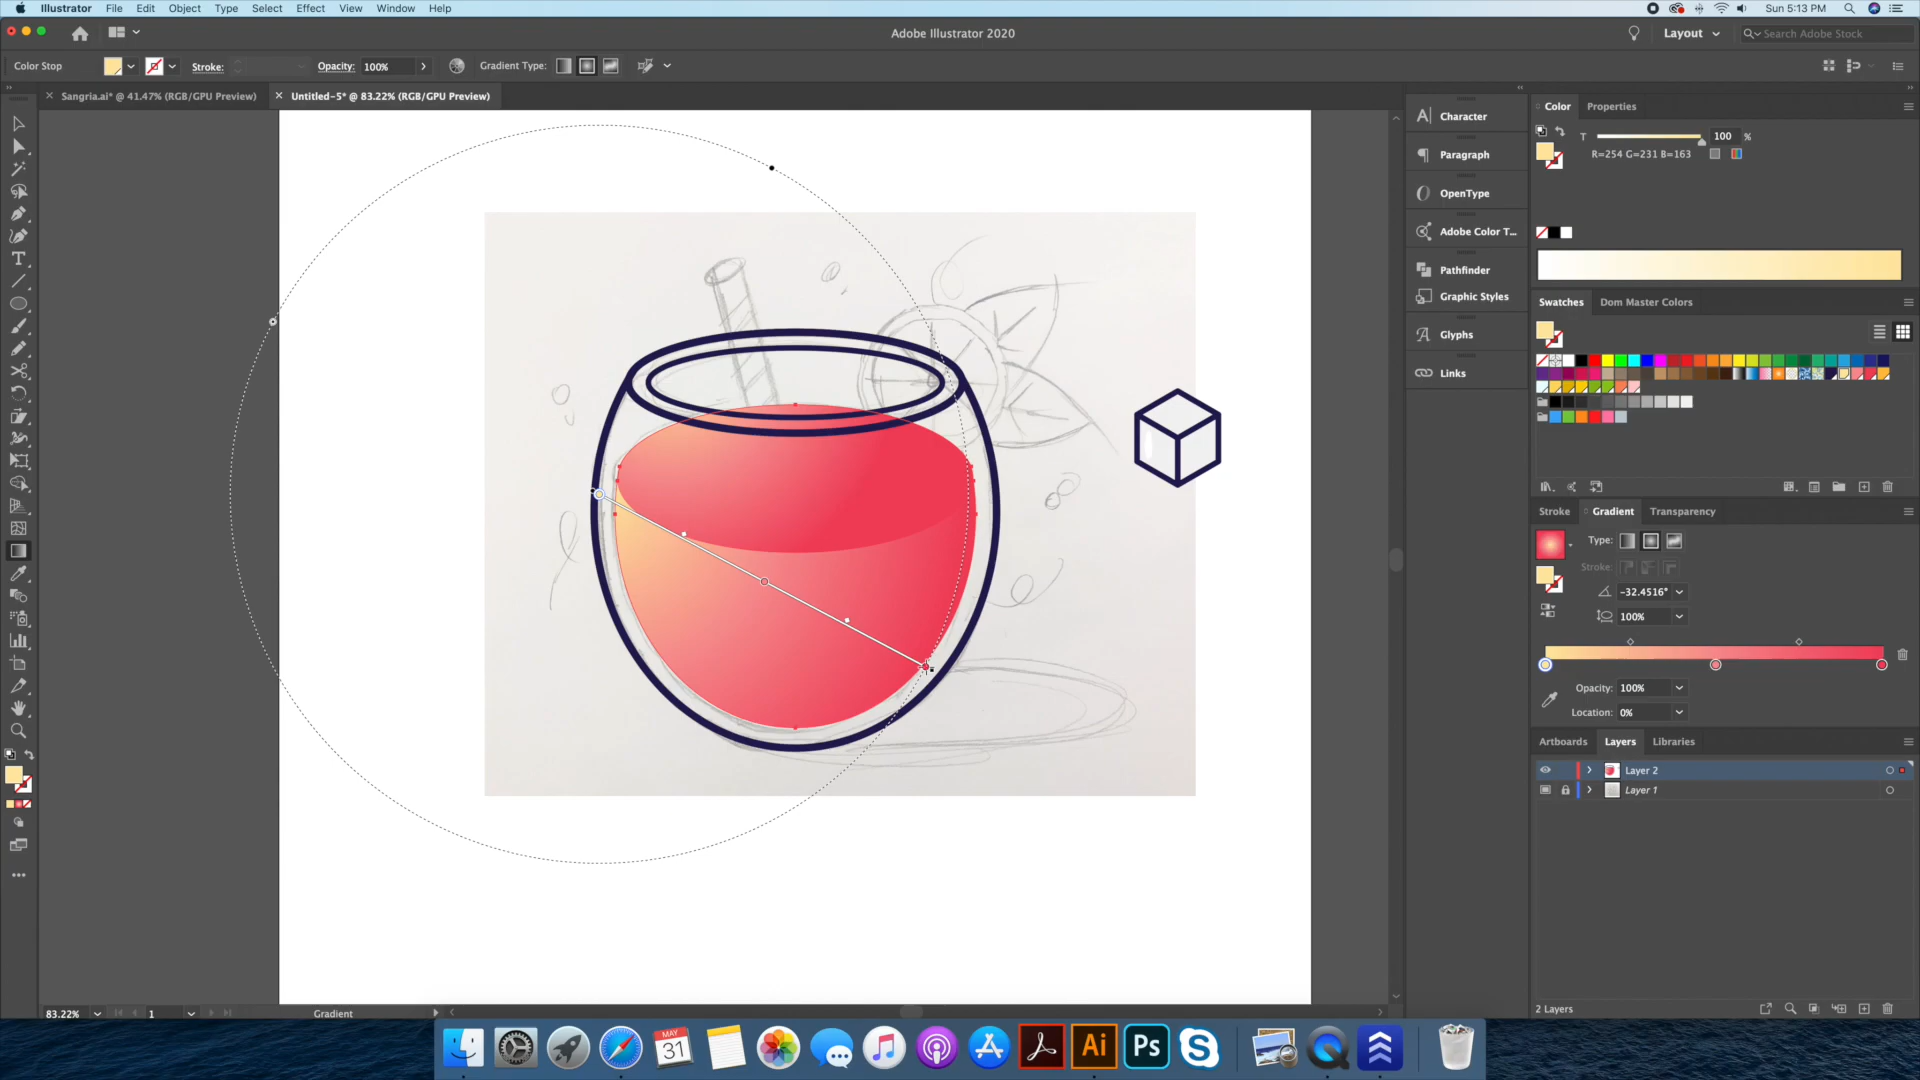 Illustrator File Edit Object Type Select Effect View Window Help
Sun 5:13 PM
Adobe Illustrator 2020
Layout
Search Adobe Stock
Color Stop
Stroke:
Opacity: 100%
Gradient Type:
Sangria.ai* @ 41.47% (RGB/GPU Preview)
Untitled-5* @ 83.22% (RGB/GPU Preview)
Character
Paragraph
OpenType
Adobe Color T...
Pathfinder
Graphic Styles
Glyphs
Links
Color Properties
T 100 %
R=254 G=231 B=163
Swatches Dom Master Colors
Stroke Gradient Transparency
Type:
Stroke:
-32.4516°
100%
Opacity: 100%
Location: 0%
Artboards Layers Libraries
Layer 2
Layer 1
2 Layers
83.22% 1 Gradient
MAY
31
Ai
Ps